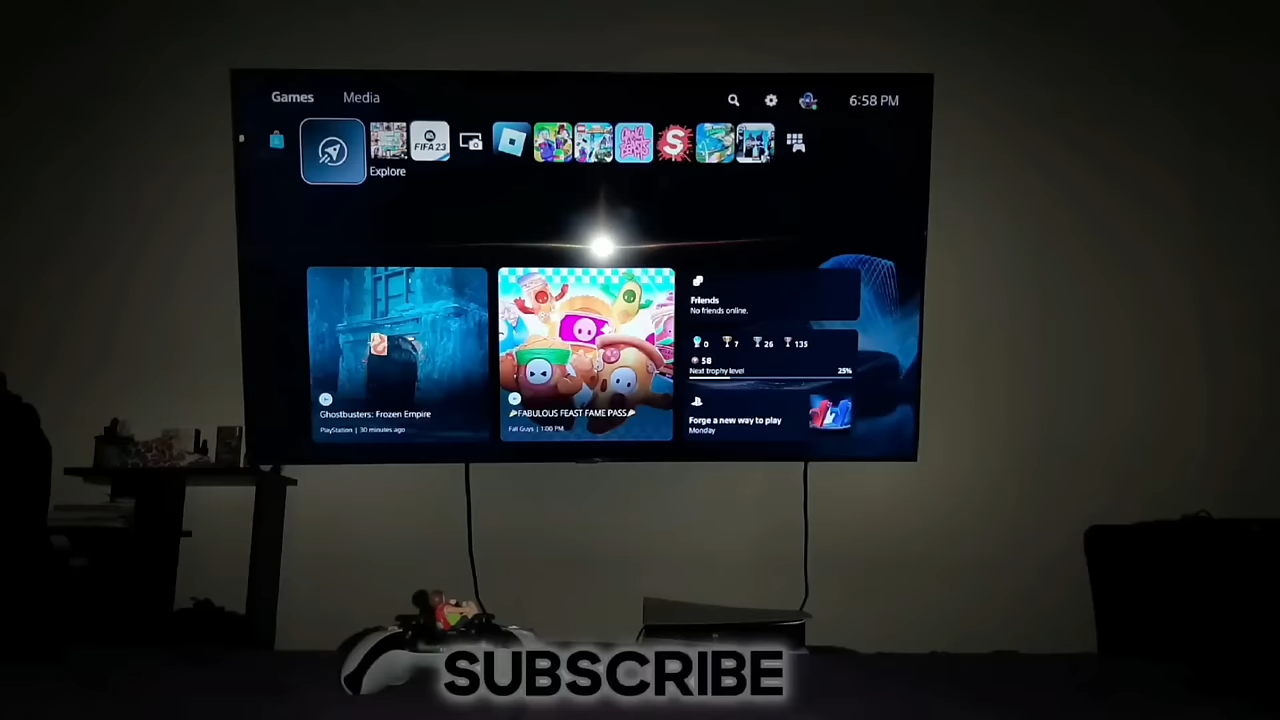 Games Media 6:58 PM
FIFA 23
S
Explore
Friends
No friends online.
0 7 26 135
58
Next trophy level 25%
Ghostbusters: Frozen Empire
PlayStation | 30 minutes ago
FABULOUS FEAST FAME PASS
Fall Guys | 1:00 PM
Forge a new way to play
Monday
SUBSCRIBE